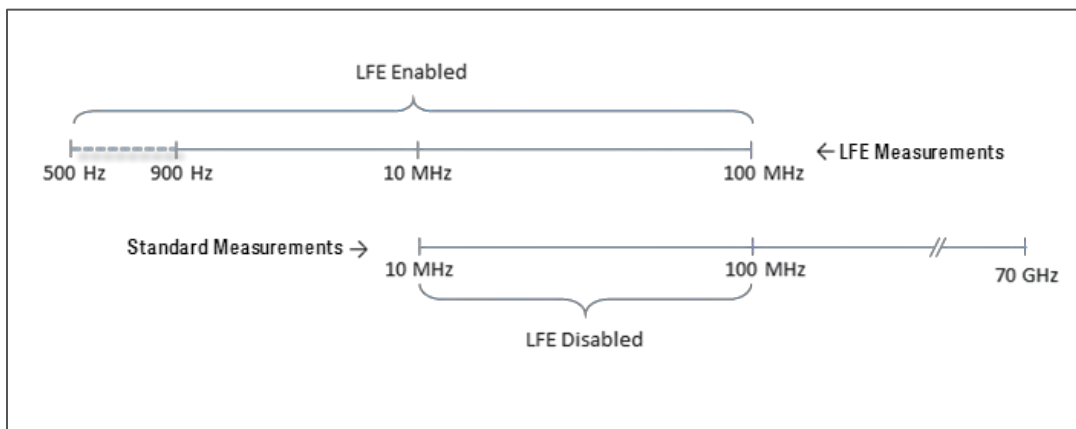 LFE Enabled
500 Hz 900 Hz 10 MHz 100 MHz
← LFE Measurements
Standard Measurements →
10 MHz 100 MHz 70 GHz
LFE Disabled